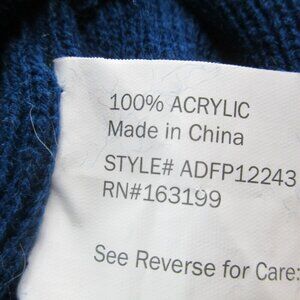 100% ACRYLIC
Made in China
STYLE# ADFP12243
RN#163199
See Reverse for Care: